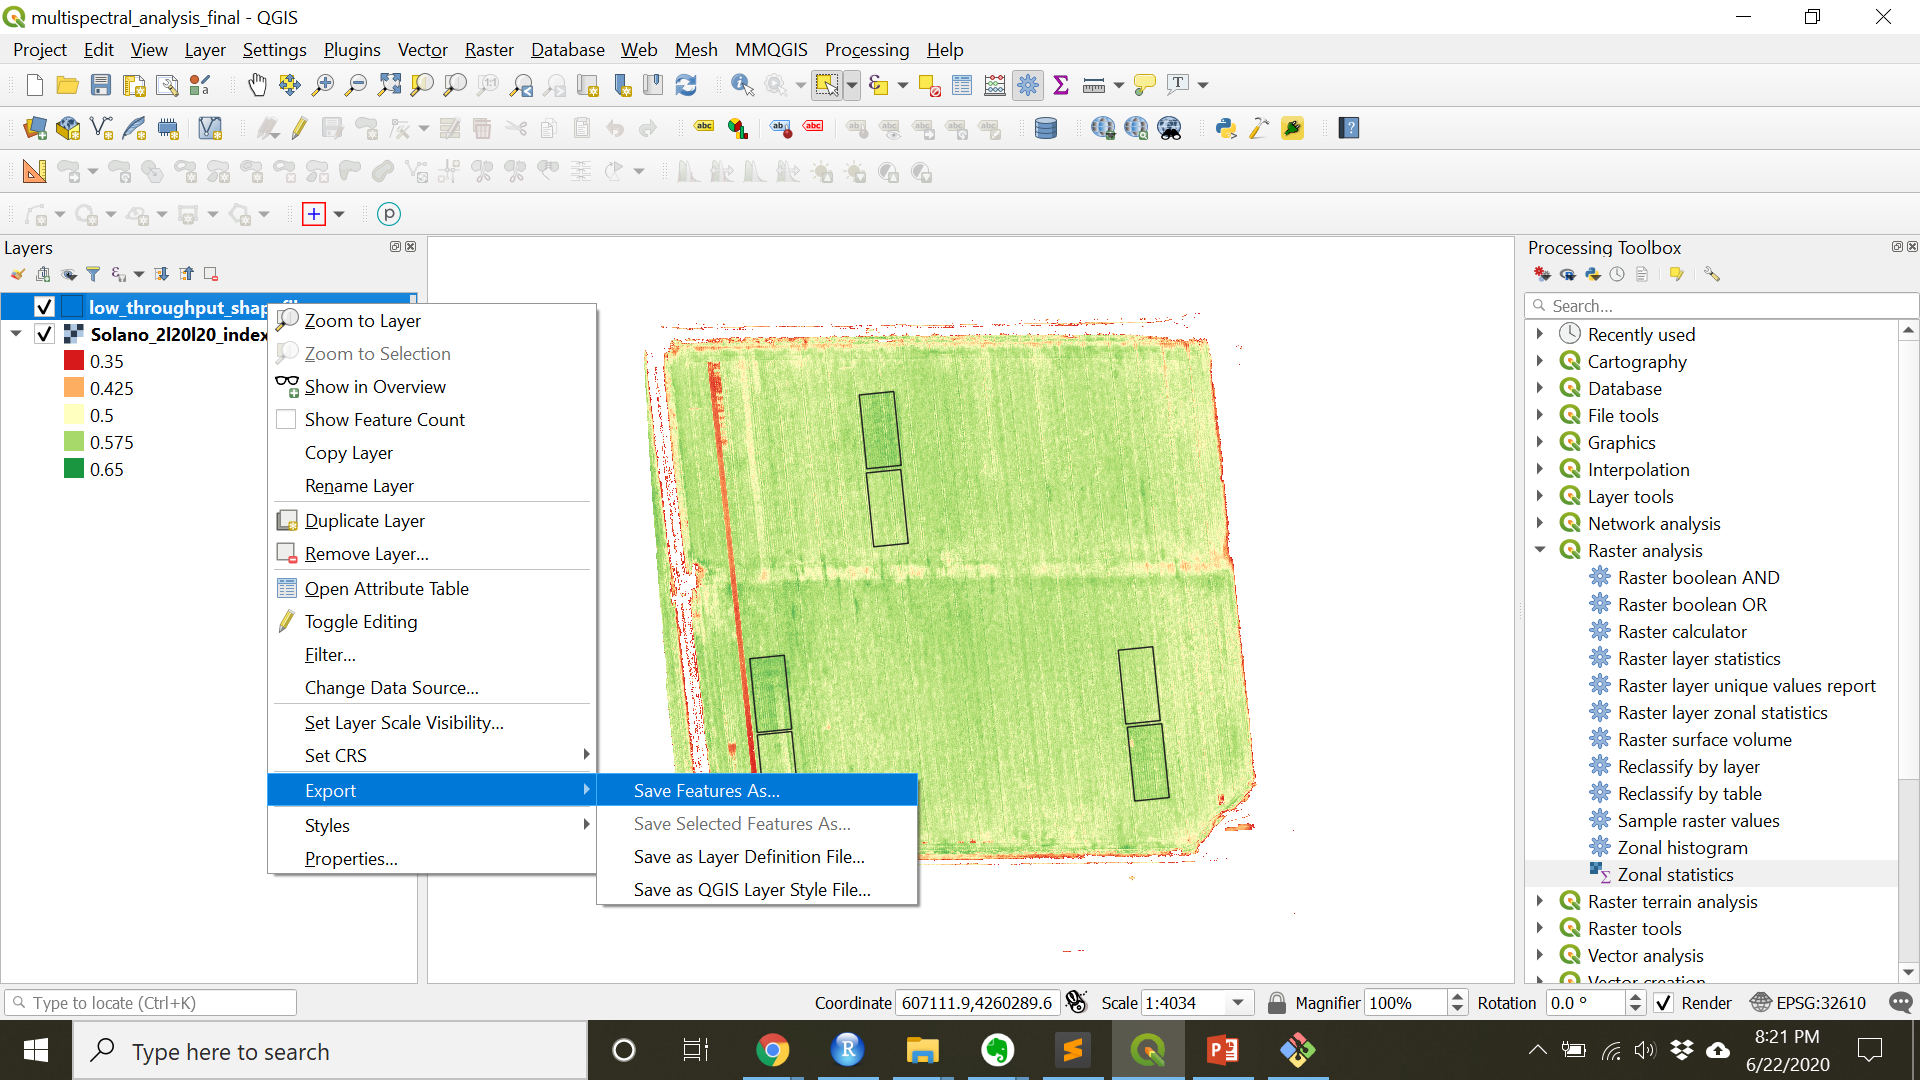 multispectral_analysis_final - QGIS
Project Edit View Layer Settings Plugins Vector Raster Database Web Mesh MMQGIS Processing Help
Layers
low_throughput_shap
Solano_2l20l20_index
0.35
0.425
0.5
0.575
0.65
Zoom to Layer
Zoom to Selection
Show in Overview
Show Feature Count
Copy Layer
Rename Layer
Duplicate Layer
Remove Layer...
Open Attribute Table
Toggle Editing
Filter...
Change Data Source...
Set Layer Scale Visibility...
Set CRS
Export
Styles
Properties...
Save Features As...
Save Selected Features As...
Save as Layer Definition File...
Save as QGIS Layer Style File...
Processing Toolbox
Search...
Recently used
Cartography
Database
File tools
Graphics
Interpolation
Layer tools
Network analysis
Raster analysis
Raster boolean AND
Raster boolean OR
Raster calculator
Raster layer statistics
Raster layer unique values report
Raster layer zonal statistics
Raster surface volume
Reclassify by layer
Reclassify by table
Sample raster values
Zonal histogram
Zonal statistics
Raster terrain analysis
Raster tools
Vector analysis
Vector creation
Type to locate (Ctrl+K)
Coordinate 607111.9,4260289.6 Scale 1:4034 Magnifier 100% Rotation 0.0 ° Render EPSG:32610
Type here to search
8:21 PM
6/22/2020